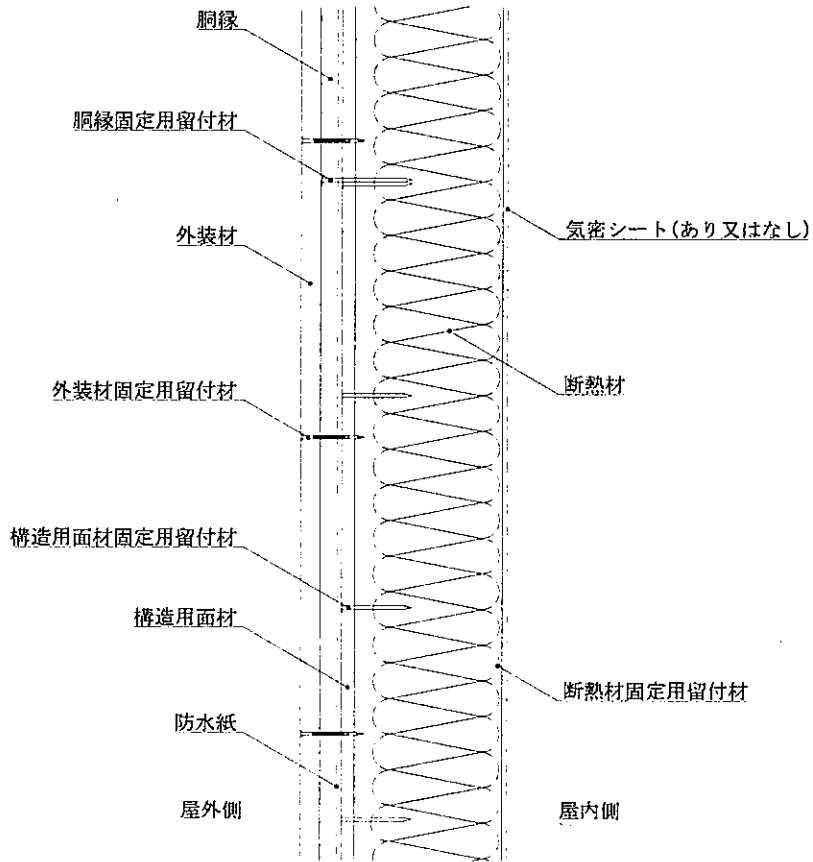 胴縁
胴縁固定用留付材
外装材
気密シート(あり又はなし)
断熱材
外装材固定用留付材
構造用面材固定用留付材
構造用面材
断熱材固定用留付材
防水紙
屋外側
屋内側